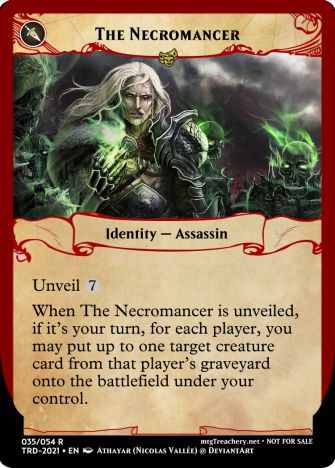 The Necromancer
Identity — Assassin
Unveil 7
When The Necromancer is unveiled,
if it's your turn, for each player, you
may put up to one target creature
card from that player's graveyard
onto the battlefield under your
control.
035/054 R
mtgTreachery.net • NOT FOR SALE
TRD-2021 • EN Athayar (Nicolas Vallée) @ DeviantArt